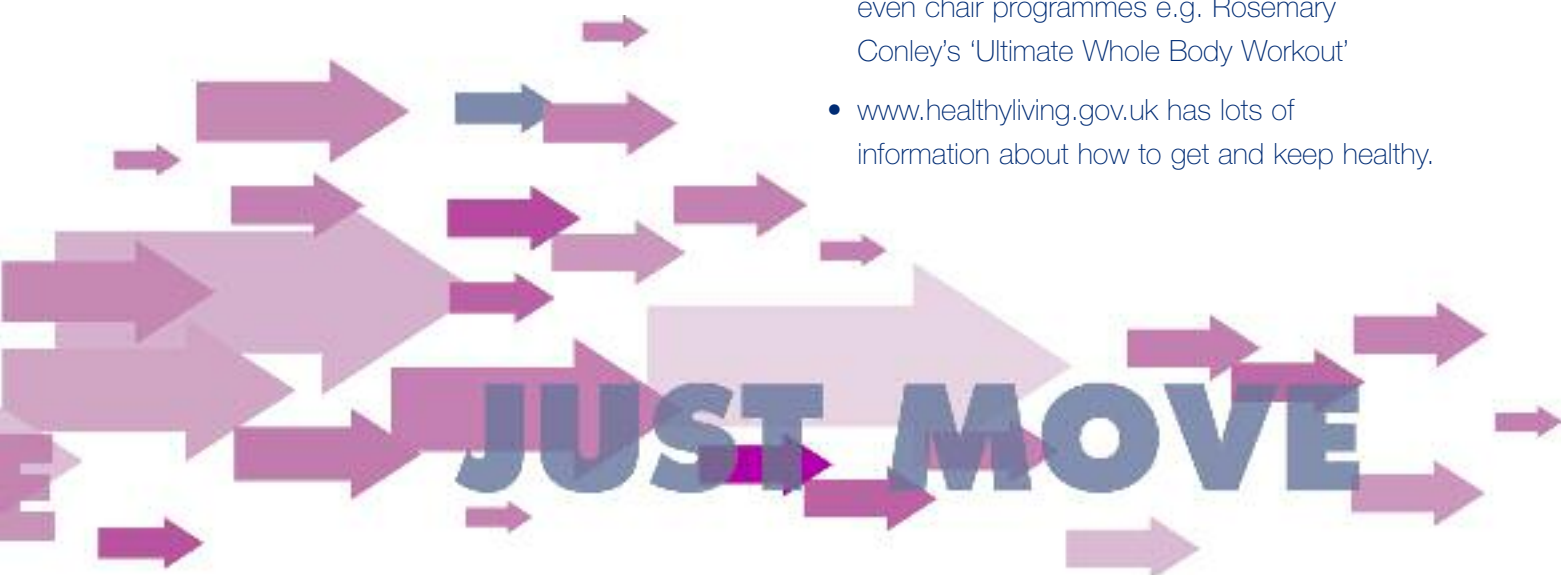 even chair programmes e.g. Rosemary
Conley’s ‘Ultimate Whole Body Workout’
• www.healthyliving.gov.uk has lots of
information about how to get and keep healthy.
JUST MOVE
E